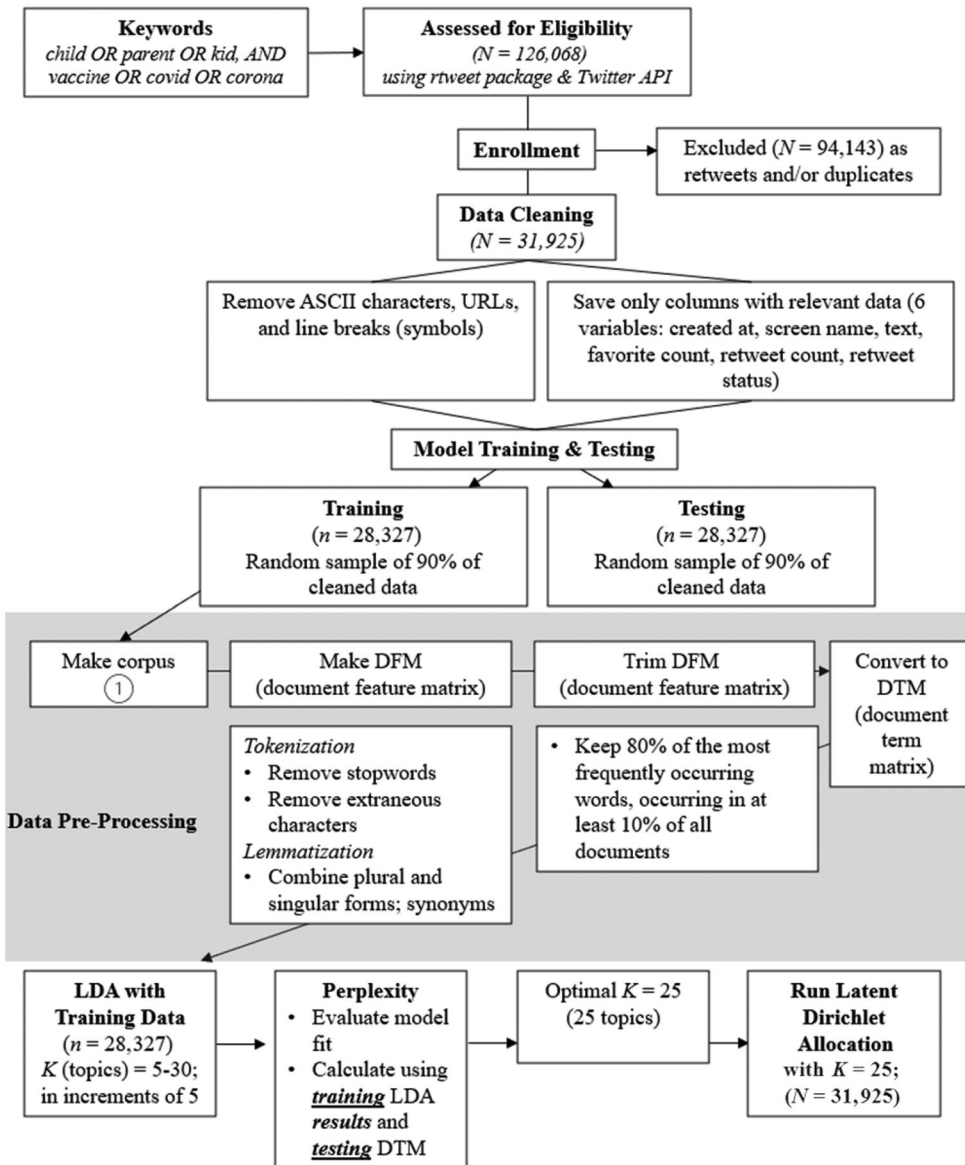 Keywords
child OR parent OR kid, AND
vaccine OR covid OR corona
Assessed for Eligibility
(N = 126,068)
using rtweet package & Twitter API
Enrollment
Excluded (N = 94,143) as
retweets and/or duplicates
Data Cleaning
(N = 31,925)
Remove ASCII characters, URLs,
and line breaks (symbols)
Save only columns with relevant data (6
variables: created at, screen name, text,
favorite count, retweet count, retweet
status)
Model Training & Testing
Training
(n = 28,327)
Random sample of 90% of
cleaned data
Testing
(n = 28,327)
Random sample of 90% of
cleaned data
Make corpus
1
Make DFM
(document feature matrix)
Trim DFM
(document feature matrix)
Convert to
DTM
(document
term
matrix)
Data Pre-Processing
Tokenization
• Remove stopwords
• Remove extraneous
characters
Lemmatization
• Combine plural and
singular forms; synonyms
• Keep 80% of the most
frequently occurring
words, occurring in at
least 10% of all
documents
LDA with
Training Data
(n = 28,327)
K (topics) = 5-30;
in increments of 5
Perplexity
• Evaluate model
fit
• Calculate using
training LDA
results and
testing DTM
Optimal K = 25
(25 topics)
Run Latent
Dirichlet
Allocation
with K = 25;
(N = 31,925)